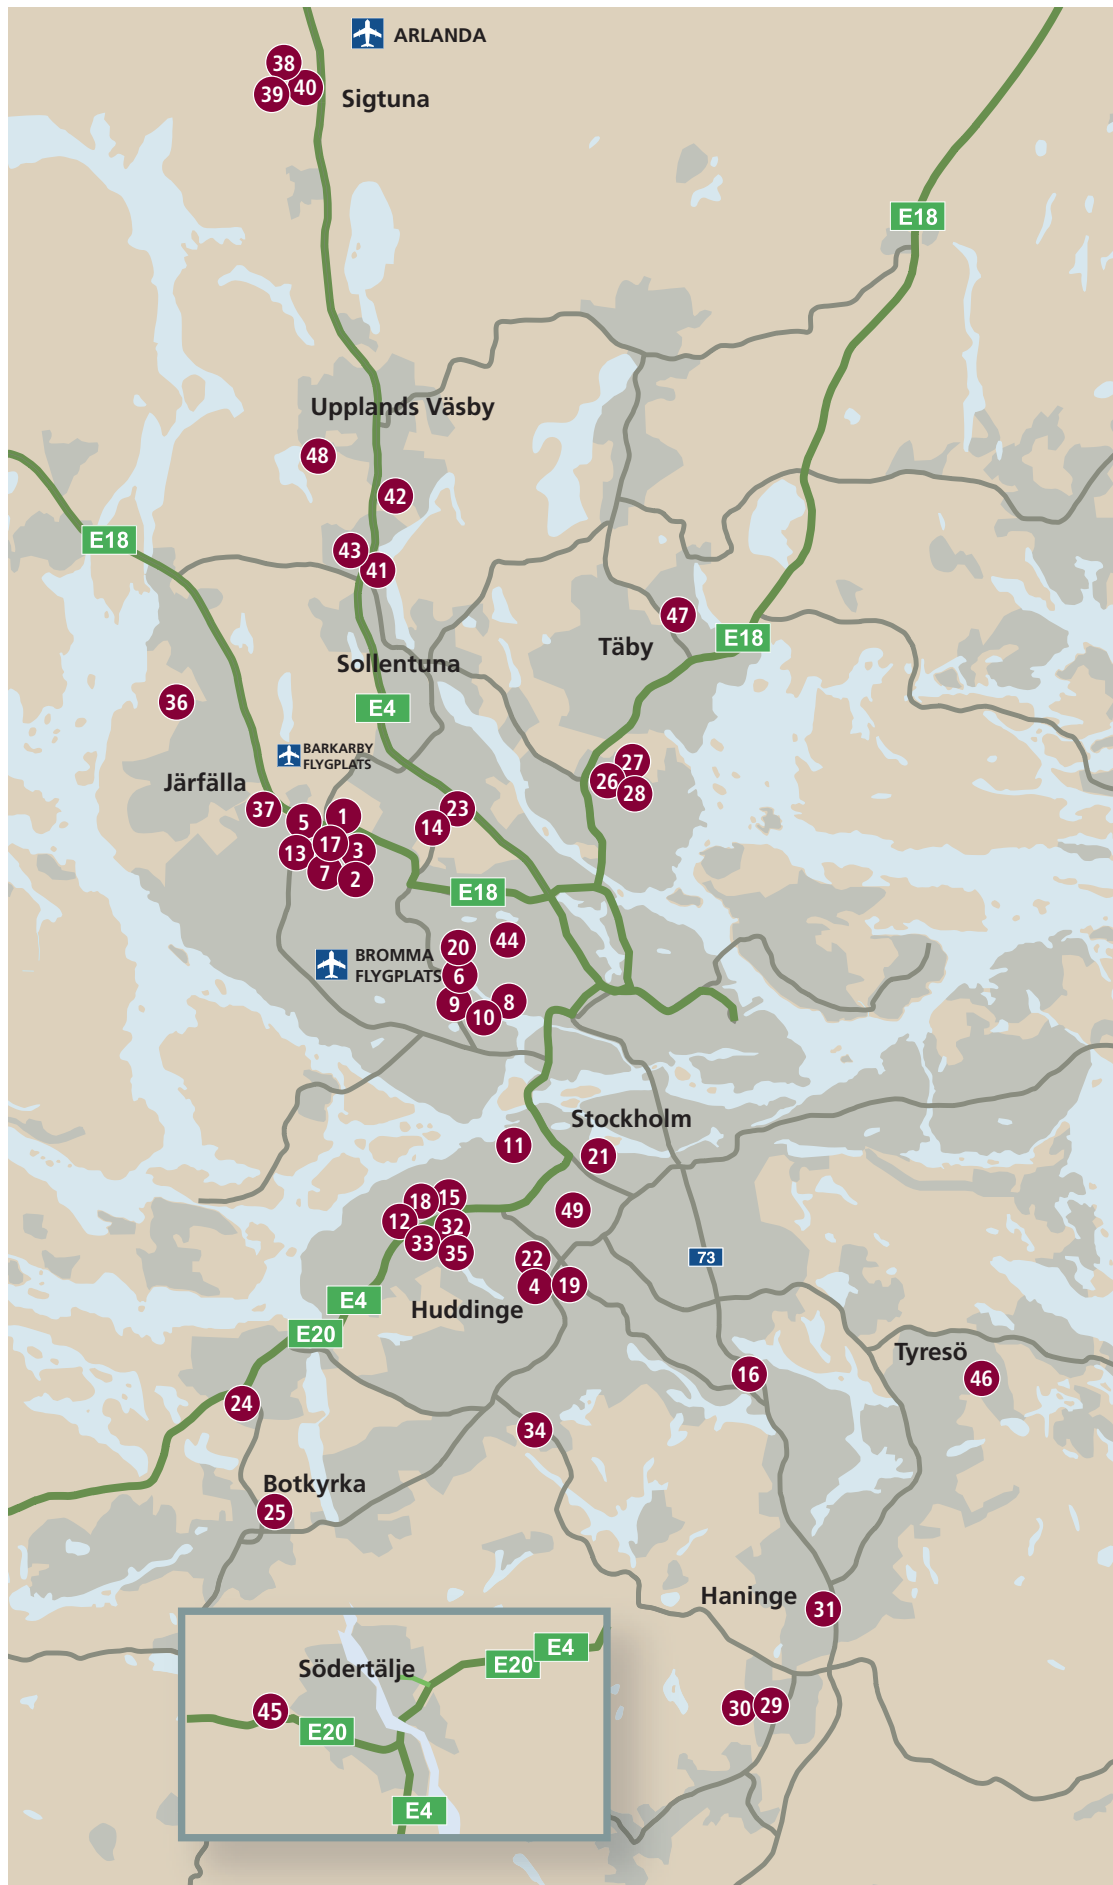 ARLANDA
38
39
40
Sigtuna
E18
Upplands Väsby
48
42
E18
43
41
47
Täby
E18
Sollentuna
E4
36
BARKARBY
FLYGPLATS
27
26
28
Järfälla
37
5
1
23
14
17
13
3
7
2
E18
44
20
BROMMA
FLYGPLATS
6
9
8
10
Stockholm
11
21
18
15
49
12
32
33
35
22
73
4
19
E4
Huddinge
E20
Tyresö
16
46
24
34
Botkyrka
25
Haninge
31
E4
E20
Södertälje
45
E20
30
29
E4